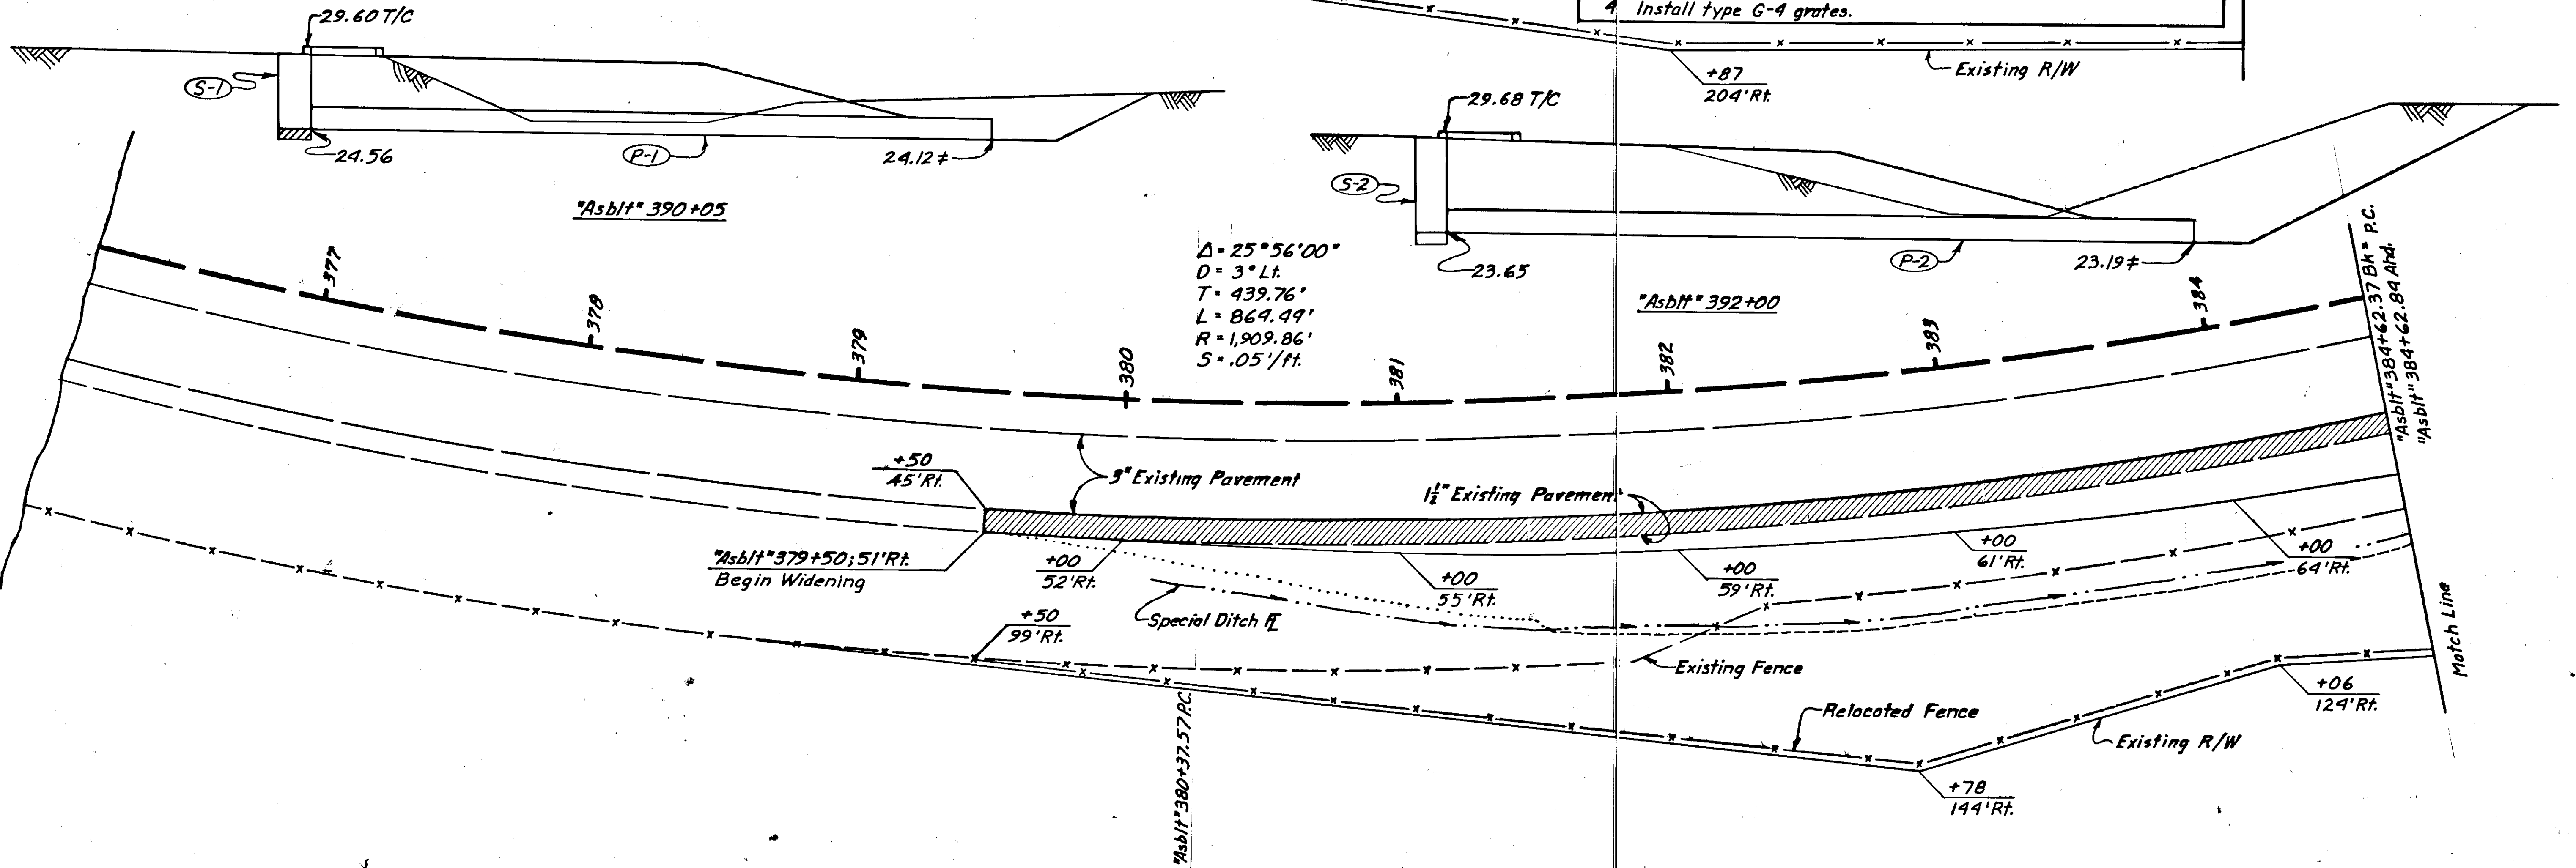 4 Install type G-4 grates.
Existing R/W
+87
204'Rt.
29.60 T/C
S-1
24.56
P-1
24.12±
"Asblt" 390+05
29.68 T/C
S-2
23.65
P-2
23.19±
"Asblt" 392+00
Δ = 25°56'00"
D = 3° Lt.
T = 439.76'
L = 864.44'
R = 1,909.86'
S = .05'/ft.
377
378
379
380
381
382
383
384
"Asblt" 384+62.37 Bk = P.C.
"Asblt" 384+62.84 Ahd.
+50
45'Rt.
3" Existing Pavement
1½" Existing Pavement
"Asblt" 379+50; 51'Rt.
Begin Widening
+00
52'Rt.
+00
55'Rt.
+00
59'Rt.
+00
61'Rt.
+00
64'Rt.
Special Ditch ⅊
+50
99'Rt.
Existing Fence
Relocated Fence
Existing R/W
+06
124'Rt.
+78
144'Rt.
Match Line
"Asblt" 380+37.57 P.C.